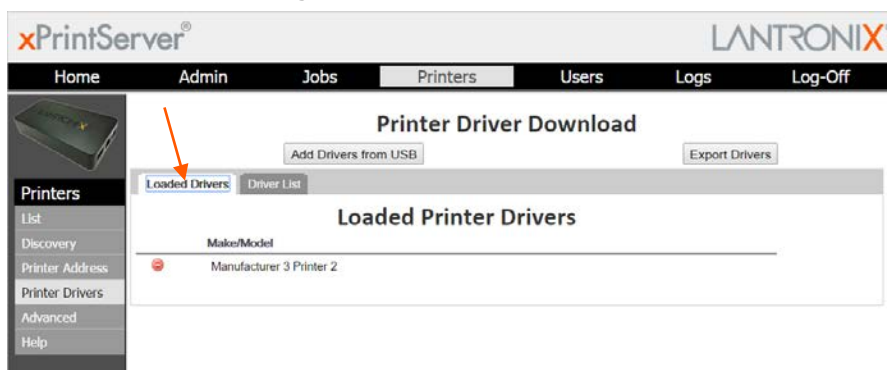 xPrintServer®
LANTRONIX
Home Admin Jobs Printers Users Logs Log-Off
Printer Driver Download
Add Drivers from USB Export Drivers
Loaded Drivers Driver List
Printers
List
Discovery
Printer Address
Printer Drivers
Advanced
Help
Loaded Printer Drivers
Make/Model
Manufacturer 3 Printer 2